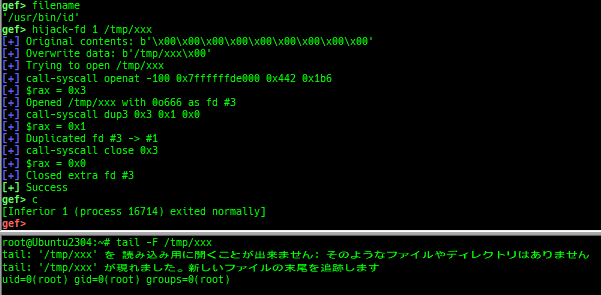 gef> filename
'/usr/bin/id'
gef> hijack-fd 1 /tmp/xxx
[+] Original contents: b'\x00\x00\x00\x00\x00\x00\x00\x00\x00'
[+] Overwrite data: b'/tmp/xxx\x00'
[+] Trying to open /tmp/xxx
[+] call-syscall openat -100 0x7ffffffde000 0x442 0x1b6
[+] $rax = 0x3
[+] Opened /tmp/xxx with 0o666 as fd #3
[+] call-syscall dup3 0x3 0x1 0x0
[+] $rax = 0x1
[+] Duplicated fd #3 -> #1
[+] call-syscall close 0x3
[+] $rax = 0x0
[+] Closed extra fd #3
[+] Success
gef> c
[Inferior 1 (process 16714) exited normally]
gef>
root@Ubuntu2304:~# tail -F /tmp/xxx
tail: '/tmp/xxx' を 読み込み用に開くことが出来ません: そのようなファイルやディレクトリはありません
tail: '/tmp/xxx' が現れました。新しいファイルの末尾を追跡します
uid=0(root) gid=0(root) groups=0(root)